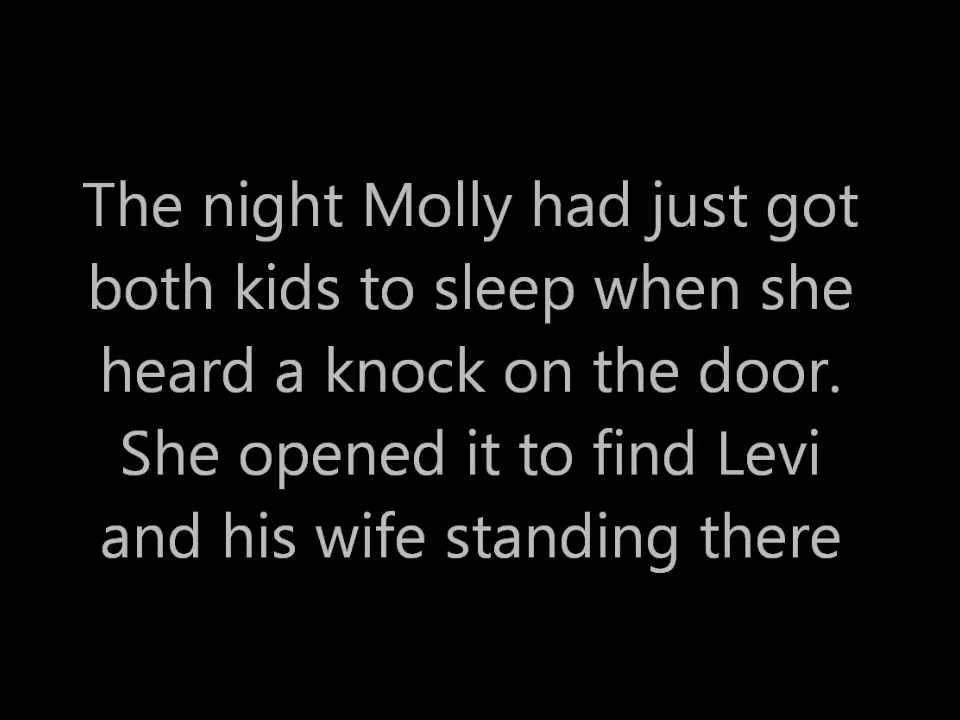 The night Molly had just got
both kids to sleep when she
heard a knock on the door.
She opened it to find Levi
and his wife standing there